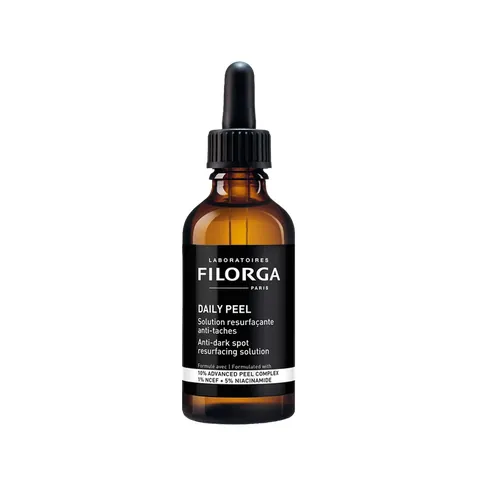 LABORATOIRES
FILORGA
PARIS
DAILY PEEL
Solution resurfaçante
anti-taches
Anti-dark spot
resurfacing solution
Formulé avec | Formulated with
10% ADVANCED PEEL COMPLEX
1% NCEF + 5% NIACINAMIDE